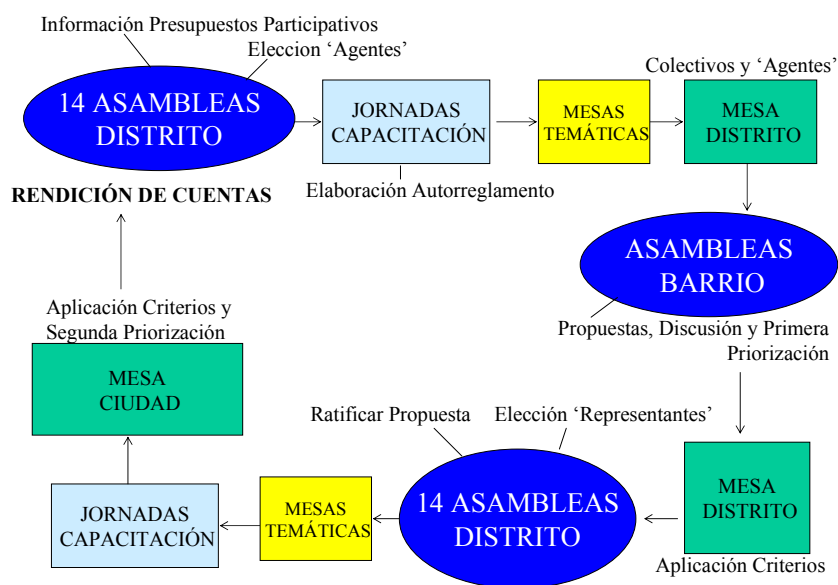 Información Presupuestos Participativos
Eleccion ‘Agentes’
14 ASAMBLEAS
DISTRITO
JORNADAS
CAPACITACIÓN
Elaboración Autorreglamento
MESAS
TEMÁTICAS
Colectivos y ‘Agentes’
MESA
DISTRITO
ASAMBLEAS
BARRIO
Propuestas, Discusión y Primera
Priorización
MESA
DISTRITO
Aplicación Criterios
Ratificar Propuesta
Elección ‘Representantes’
14 ASAMBLEAS
DISTRITO
MESAS
TEMÁTICAS
JORNADAS
CAPACITACIÓN
Aplicación Criterios y
Segunda Priorización
MESA
CIUDAD
RENDICIÓN DE CUENTAS